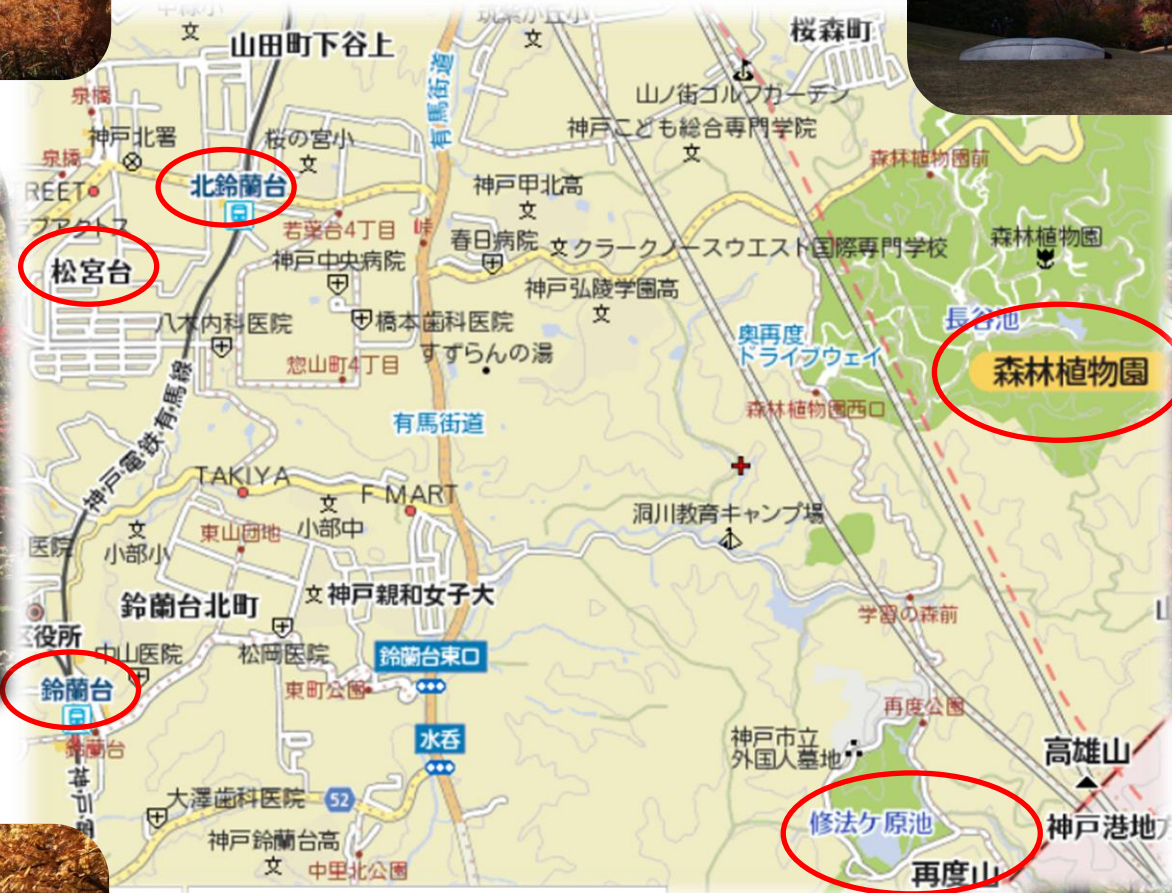 山田町下谷上
桜森町
有馬街道
泉橋
山ノ街ゴルフガーデン
神戸北署
桜の宮小
神戸こども総合専門学院
泉橋
森林植物園前
北鈴蘭台
神戸甲北高
若葉台4丁目
峠
春日病院
クラークノースウエスト国際専門学校
森林植物園
松宮台
神戸中央病院
神戸弘陵学園高
八木内科医院
橋本歯科医院
長谷池
奥再度
ドライブウェイ
すずらんの湯
惣山町4丁目
森林植物園
神戸電鉄有馬線
有馬街道
森林植物園西口
TAKIYA
F MART
小部中
洞川教育キャンプ場
東山団地
小部小
鈴蘭台北町
神戸親和女子大
学習の森前
中山医院
松岡医院
鈴蘭台東口
鈴蘭台
東町公園
再度公園
水呑
神戸市立
外国人墓地
高雄山
鈴蘭台
大澤歯科医院
52
修法ケ原池
神戸港地
神戸鈴蘭台高
中里北公園
再度山